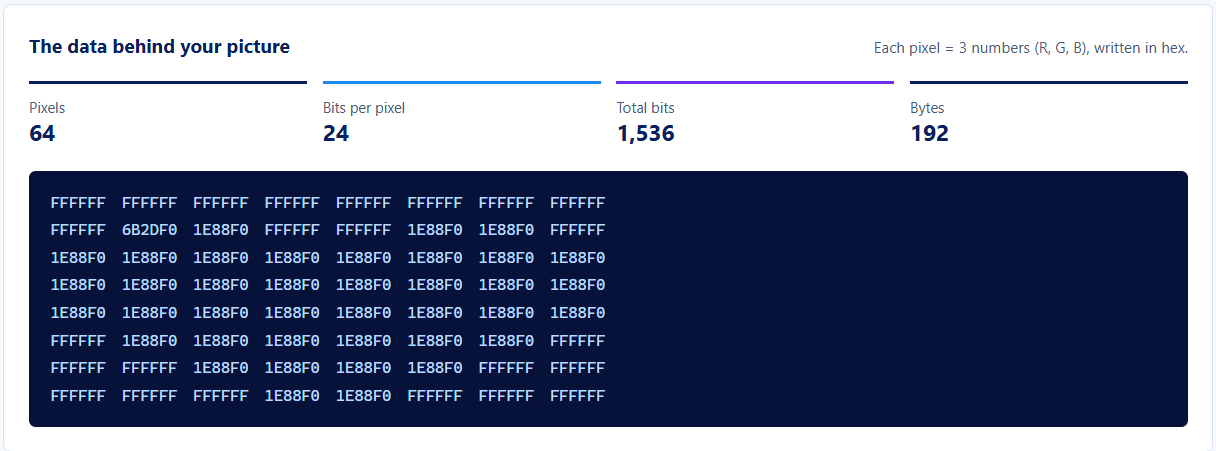 The data behind your picture
Each pixel = 3 numbers (R, G, B), written in hex.
Pixels
64
Bits per pixel
24
Total bits
1,536
Bytes
192
FFFFFF FFFFFF FFFFFF FFFFFF FFFFFF FFFFFF FFFFFF FFFFFF
FFFFFF 6B2DF0 1E88F0 FFFFFF FFFFFF 1E88F0 1E88F0 FFFFFF
1E88F0 1E88F0 1E88F0 1E88F0 1E88F0 1E88F0 1E88F0 1E88F0
1E88F0 1E88F0 1E88F0 1E88F0 1E88F0 1E88F0 1E88F0 1E88F0
1E88F0 1E88F0 1E88F0 1E88F0 1E88F0 1E88F0 1E88F0 1E88F0
FFFFFF 1E88F0 1E88F0 1E88F0 1E88F0 1E88F0 1E88F0 FFFFFF
FFFFFF FFFFFF 1E88F0 1E88F0 1E88F0 1E88F0 FFFFFF FFFFFF
FFFFFF FFFFFF FFFFFF 1E88F0 1E88F0 FFFFFF FFFFFF FFFFFF